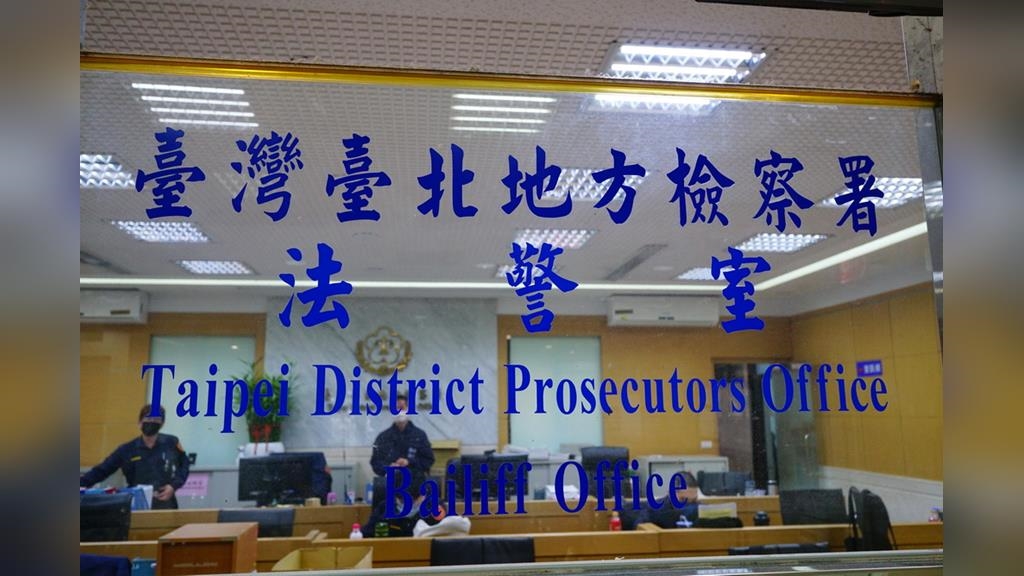 臺灣臺北地方檢察署
法警室
Taipei District Prosecutors Office
Bailiff Office